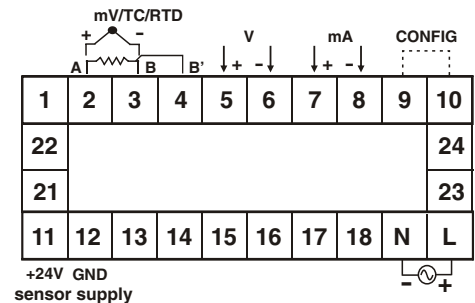 mV/TC/RTD
+ -
V mA CONFIG
A B B' + - + -
1 2 3 4 5 6 7 8 9 10
22 24
21 23
11 12 13 14 15 16 17 18 N L
+24V GND - +
sensor supply